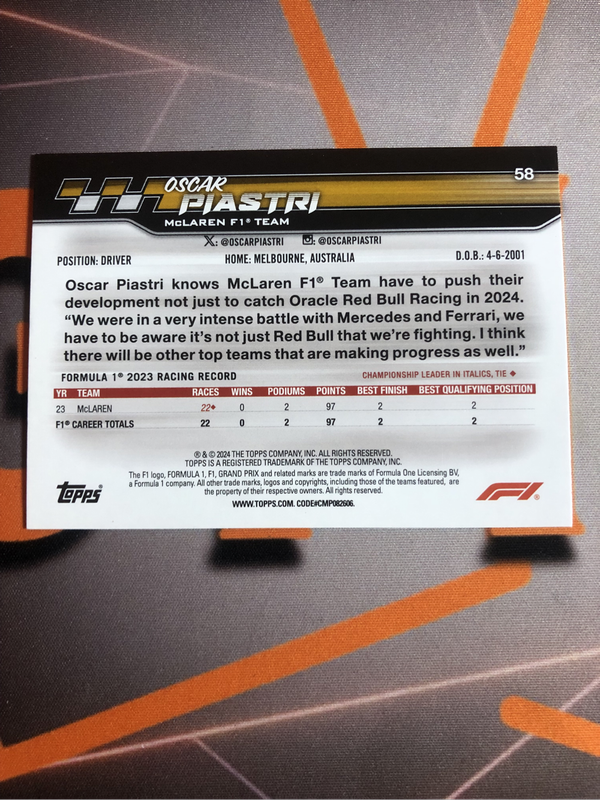 58
OSCAR
PIASTRI
McLAREN F1® TEAM
X: @OSCARPIASTRI : @OSCARPIASTRI
POSITION: DRIVER HOME: MELBOURNE, AUSTRALIA D.O.B.: 4-6-2001
Oscar Piastri knows McLaren F1® Team have to push their
development not just to catch Oracle Red Bull Racing in 2024.
“We were in a very intense battle with Mercedes and Ferrari, we
have to be aware it’s not just Red Bull that we’re fighting. I think
there will be other top teams that are making progress as well.”
FORMULA 1® 2023 RACING RECORD CHAMPIONSHIP LEADER IN ITALICS, TIE ◆
YR TEAM RACES WINS PODIUMS POINTS BEST FINISH BEST QUALIFYING POSITION
23 McLAREN 22◆ 0 2 97 2 2
F1® CAREER TOTALS 22 0 2 97 2 2
® & © 2024 THE TOPPS COMPANY, INC. ALL RIGHTS RESERVED.
TOPPS IS A REGISTERED TRADEMARK OF THE TOPPS COMPANY, INC.
The F1 logo, FORMULA 1, F1, GRAND PRIX and related marks are trade marks of Formula One Licensing BV,
a Formula 1 company. All other trade marks, logos and copyrights, including those of the teams featured, are
the property of their respective owners. All rights reserved.
WWW.TOPPS.COM. CODE#CMP082606.
Topps®
F1®